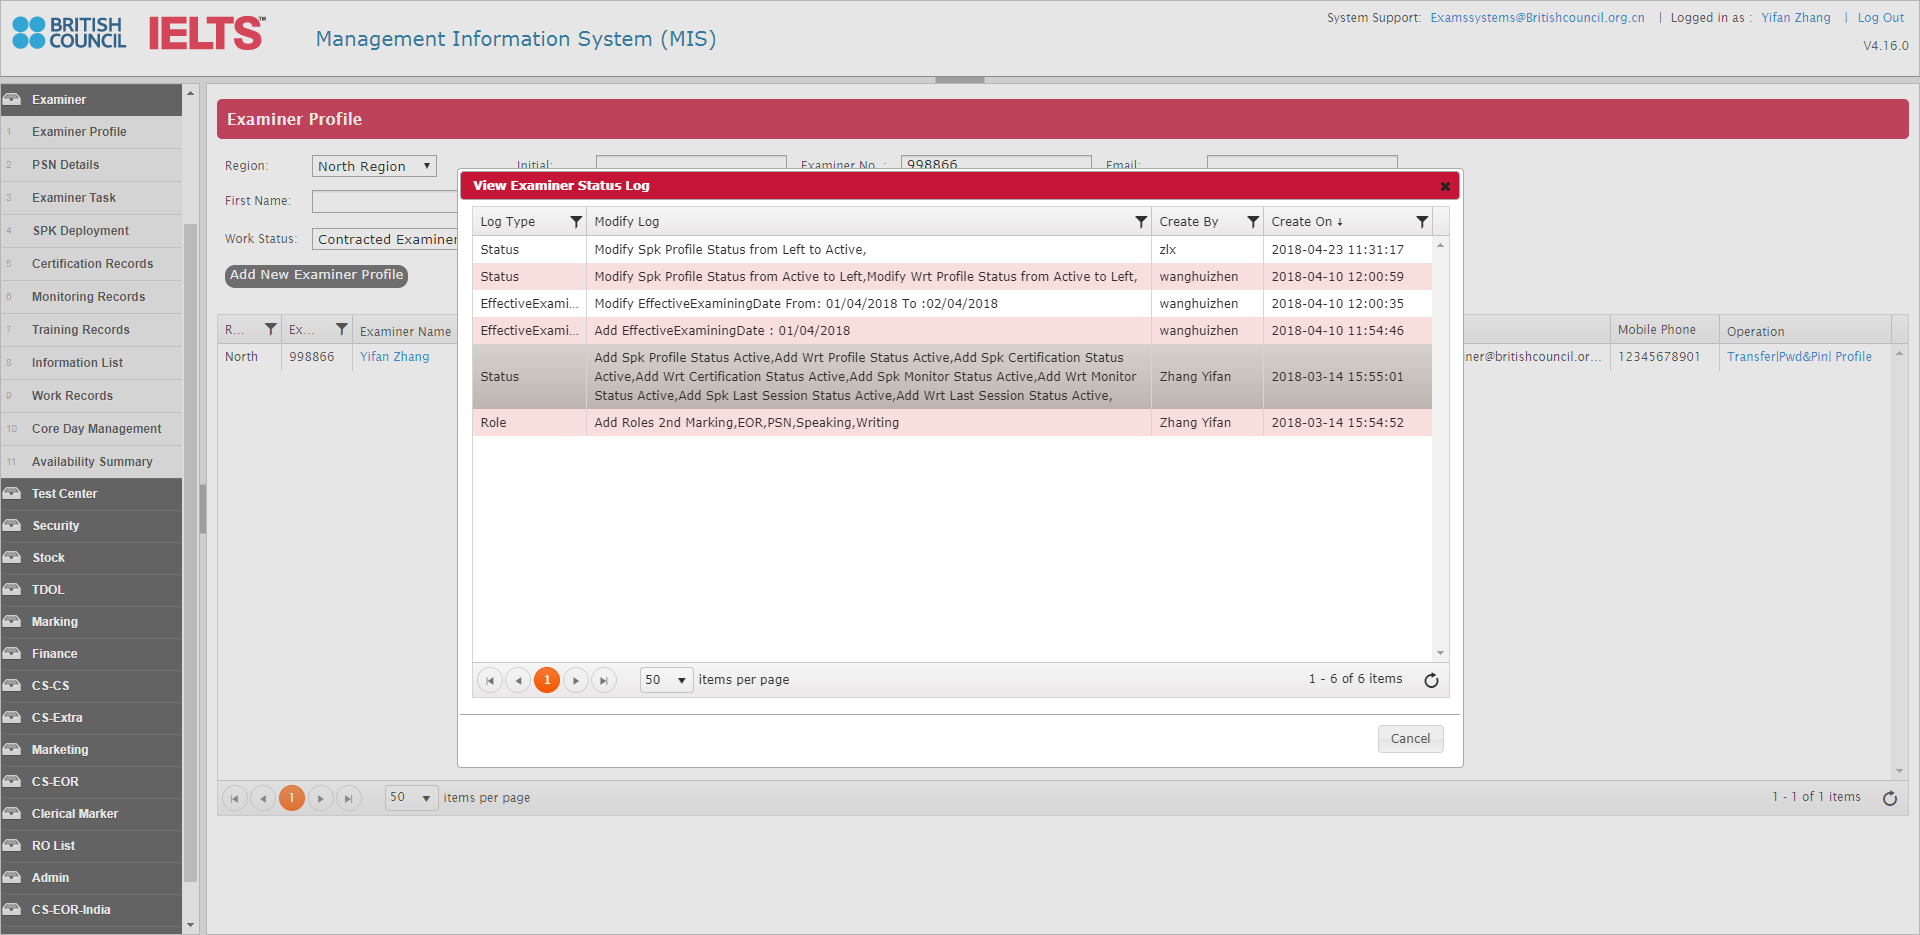 BRITISH COUNCIL IELTS™
Management Information System (MIS)
System Support: Examssystems@Britishcouncil.org.cn | Logged in as : Yifan Zhang | Log Out
V4.16.0
Examiner
1 Examiner Profile
2 PSN Details
3 Examiner Task
4 SPK Deployment
5 Certification Records
6 Monitoring Records
7 Training Records
8 Information List
9 Work Records
10 Core Day Management
11 Availability Summary
Test Center
Security
Stock
TDOL
Marking
Finance
CS-CS
CS-Extra
Marketing
CS-EOR
Clerical Marker
RO List
Admin
CS-EOR-India
Examiner Profile
Region: North Region Initial: Examiner No. : 998866 Email:
First Name:
Work Status: Contracted Examiner
Add New Examiner Profile
R... Ex... Examiner Name Mobile Phone Operation
North 998866 Yifan Zhang ner@britishcouncil.or... 12345678901 Transfer|Pwd&Pin| Profile
View Examiner Status Log
Log Type Modify Log Create By Create On ↓
Status Modify Spk Profile Status from Left to Active, zlx 2018-04-23 11:31:17
Status Modify Spk Profile Status from Active to Left,Modify Wrt Profile Status from Active to Left, wanghuizhen 2018-04-10 12:00:59
EffectiveExami... Modify EffectiveExaminingDate From: 01/04/2018 To :02/04/2018 wanghuizhen 2018-04-10 12:00:35
EffectiveExami... Add EffectiveExaminingDate : 01/04/2018 wanghuizhen 2018-04-10 11:54:46
Add Spk Profile Status Active,Add Wrt Profile Status Active,Add Spk Certification Status
Status Active,Add Wrt Certification Status Active,Add Spk Monitor Status Active,Add Wrt Monitor Zhang Yifan 2018-03-14 15:55:01
Status Active,Add Spk Last Session Status Active,Add Wrt Last Session Status Active,
Role Add Roles 2nd Marking,EOR,PSN,Speaking,Writing Zhang Yifan 2018-03-14 15:54:52
1 50 items per page 1 - 6 of 6 items
Cancel
1 50 items per page 1 - 1 of 1 items